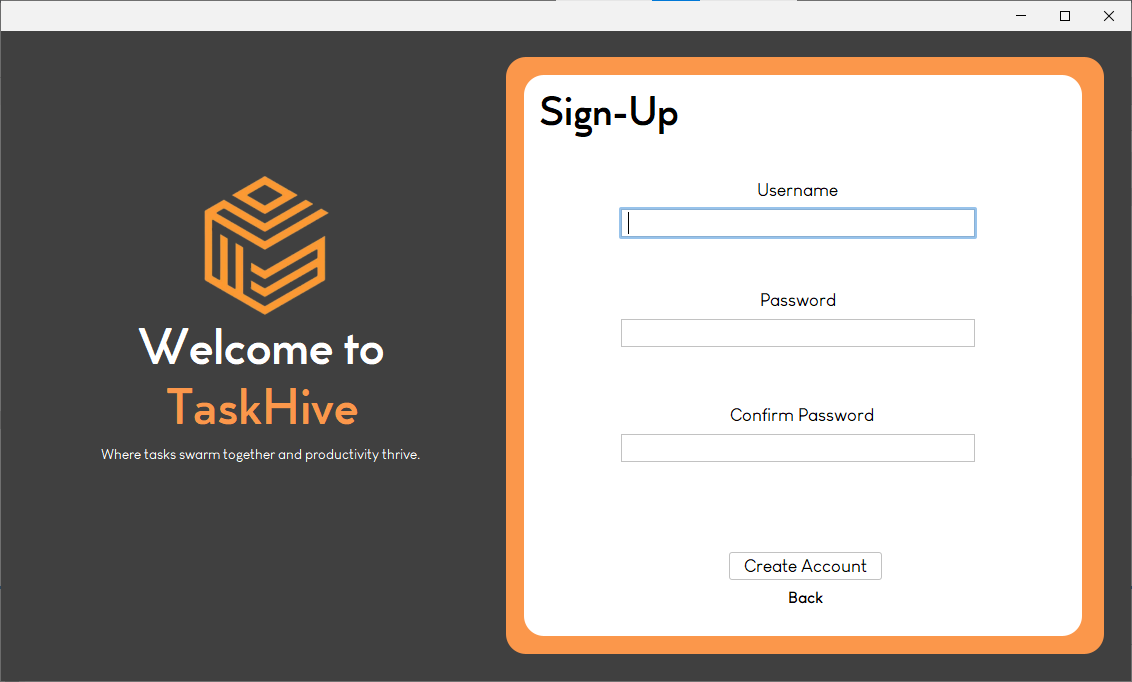 Welcome to
TaskHive
Where tasks swarm together and productivity thrive.
Sign-Up
Username
Password
Confirm Password
Create Account
Back